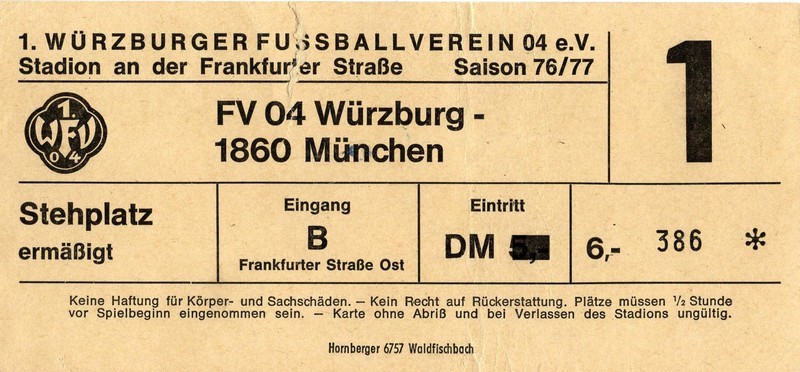 1. WÜRZBURGER FUSSBALLVEREIN 04 e.V.
Stadion an der Frankfurter Straße Saison 76/77
1
1. WFV 04
FV 04 Würzburg -
1860 München
Stehplatz
ermäßigt
Eingang
B
Frankfurter Straße Ost
Eintritt
DM 5,-
6,- 386 *
Keine Haftung für Körper- und Sachschäden. — Kein Recht auf Rückerstattung. Plätze müssen ½ Stunde
vor Spielbeginn eingenommen sein. — Karte ohne Abriß und bei Verlassen des Stadions ungültig.
Hornberger 6757 Waldfischbach